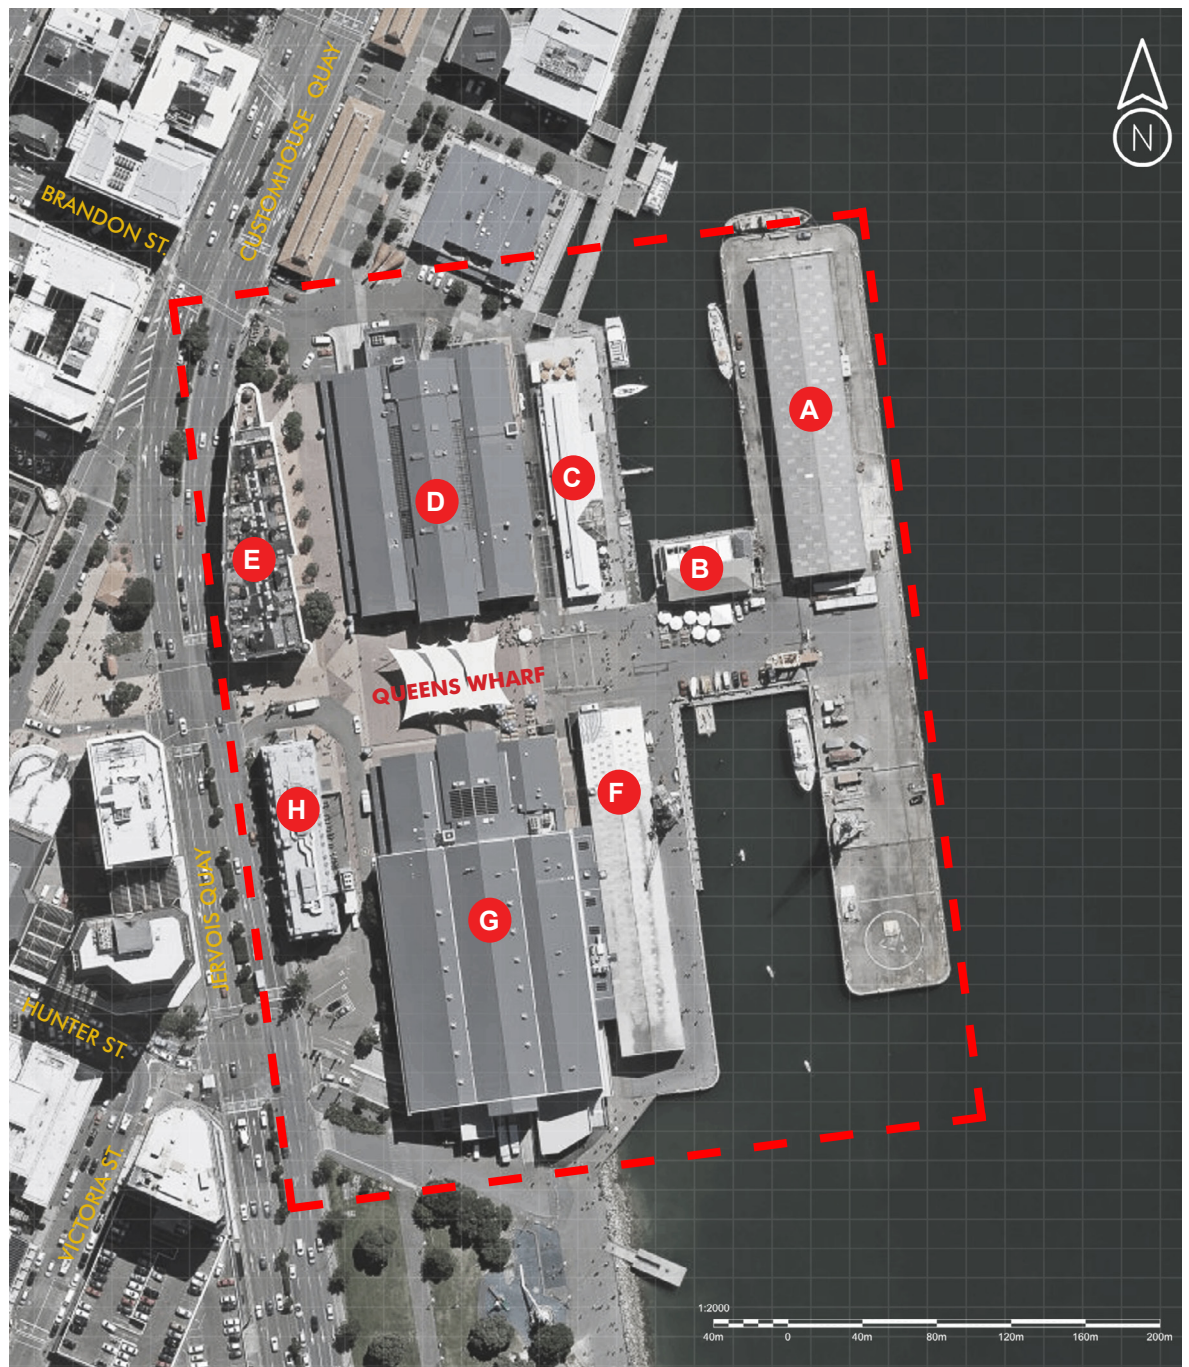 CUSTOMHOUSE QUAY
N
BRANDON ST.
A
C
D
E
B
QUEENS WHARF
F
H
G
JERVOIS QUAY
HUNTER ST.
VICTORIA ST.
1:2000
40m 0 40m 80m 120m 160m 200m